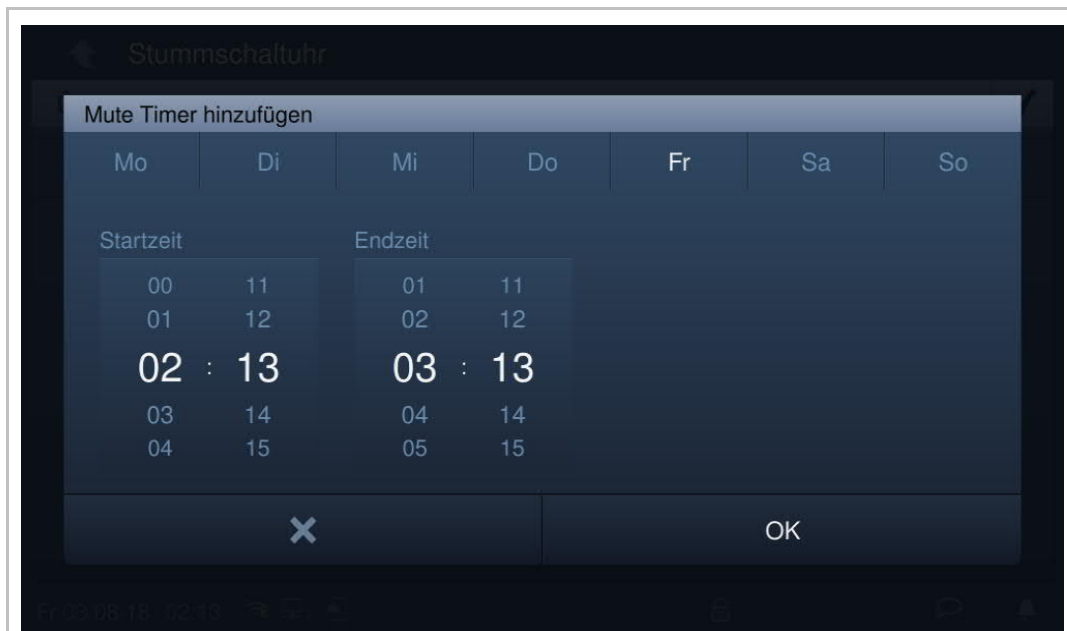 Stummschaltuhr
Mute Timer hinzufügen
Mo Di Mi Do Fr Sa So
Startzeit Endzeit
00 11 01 11
01 12 02 12
02 : 13 03 : 13
03 14 04 14
04 15 05 15
OK
Fr 03-08-18 02:13